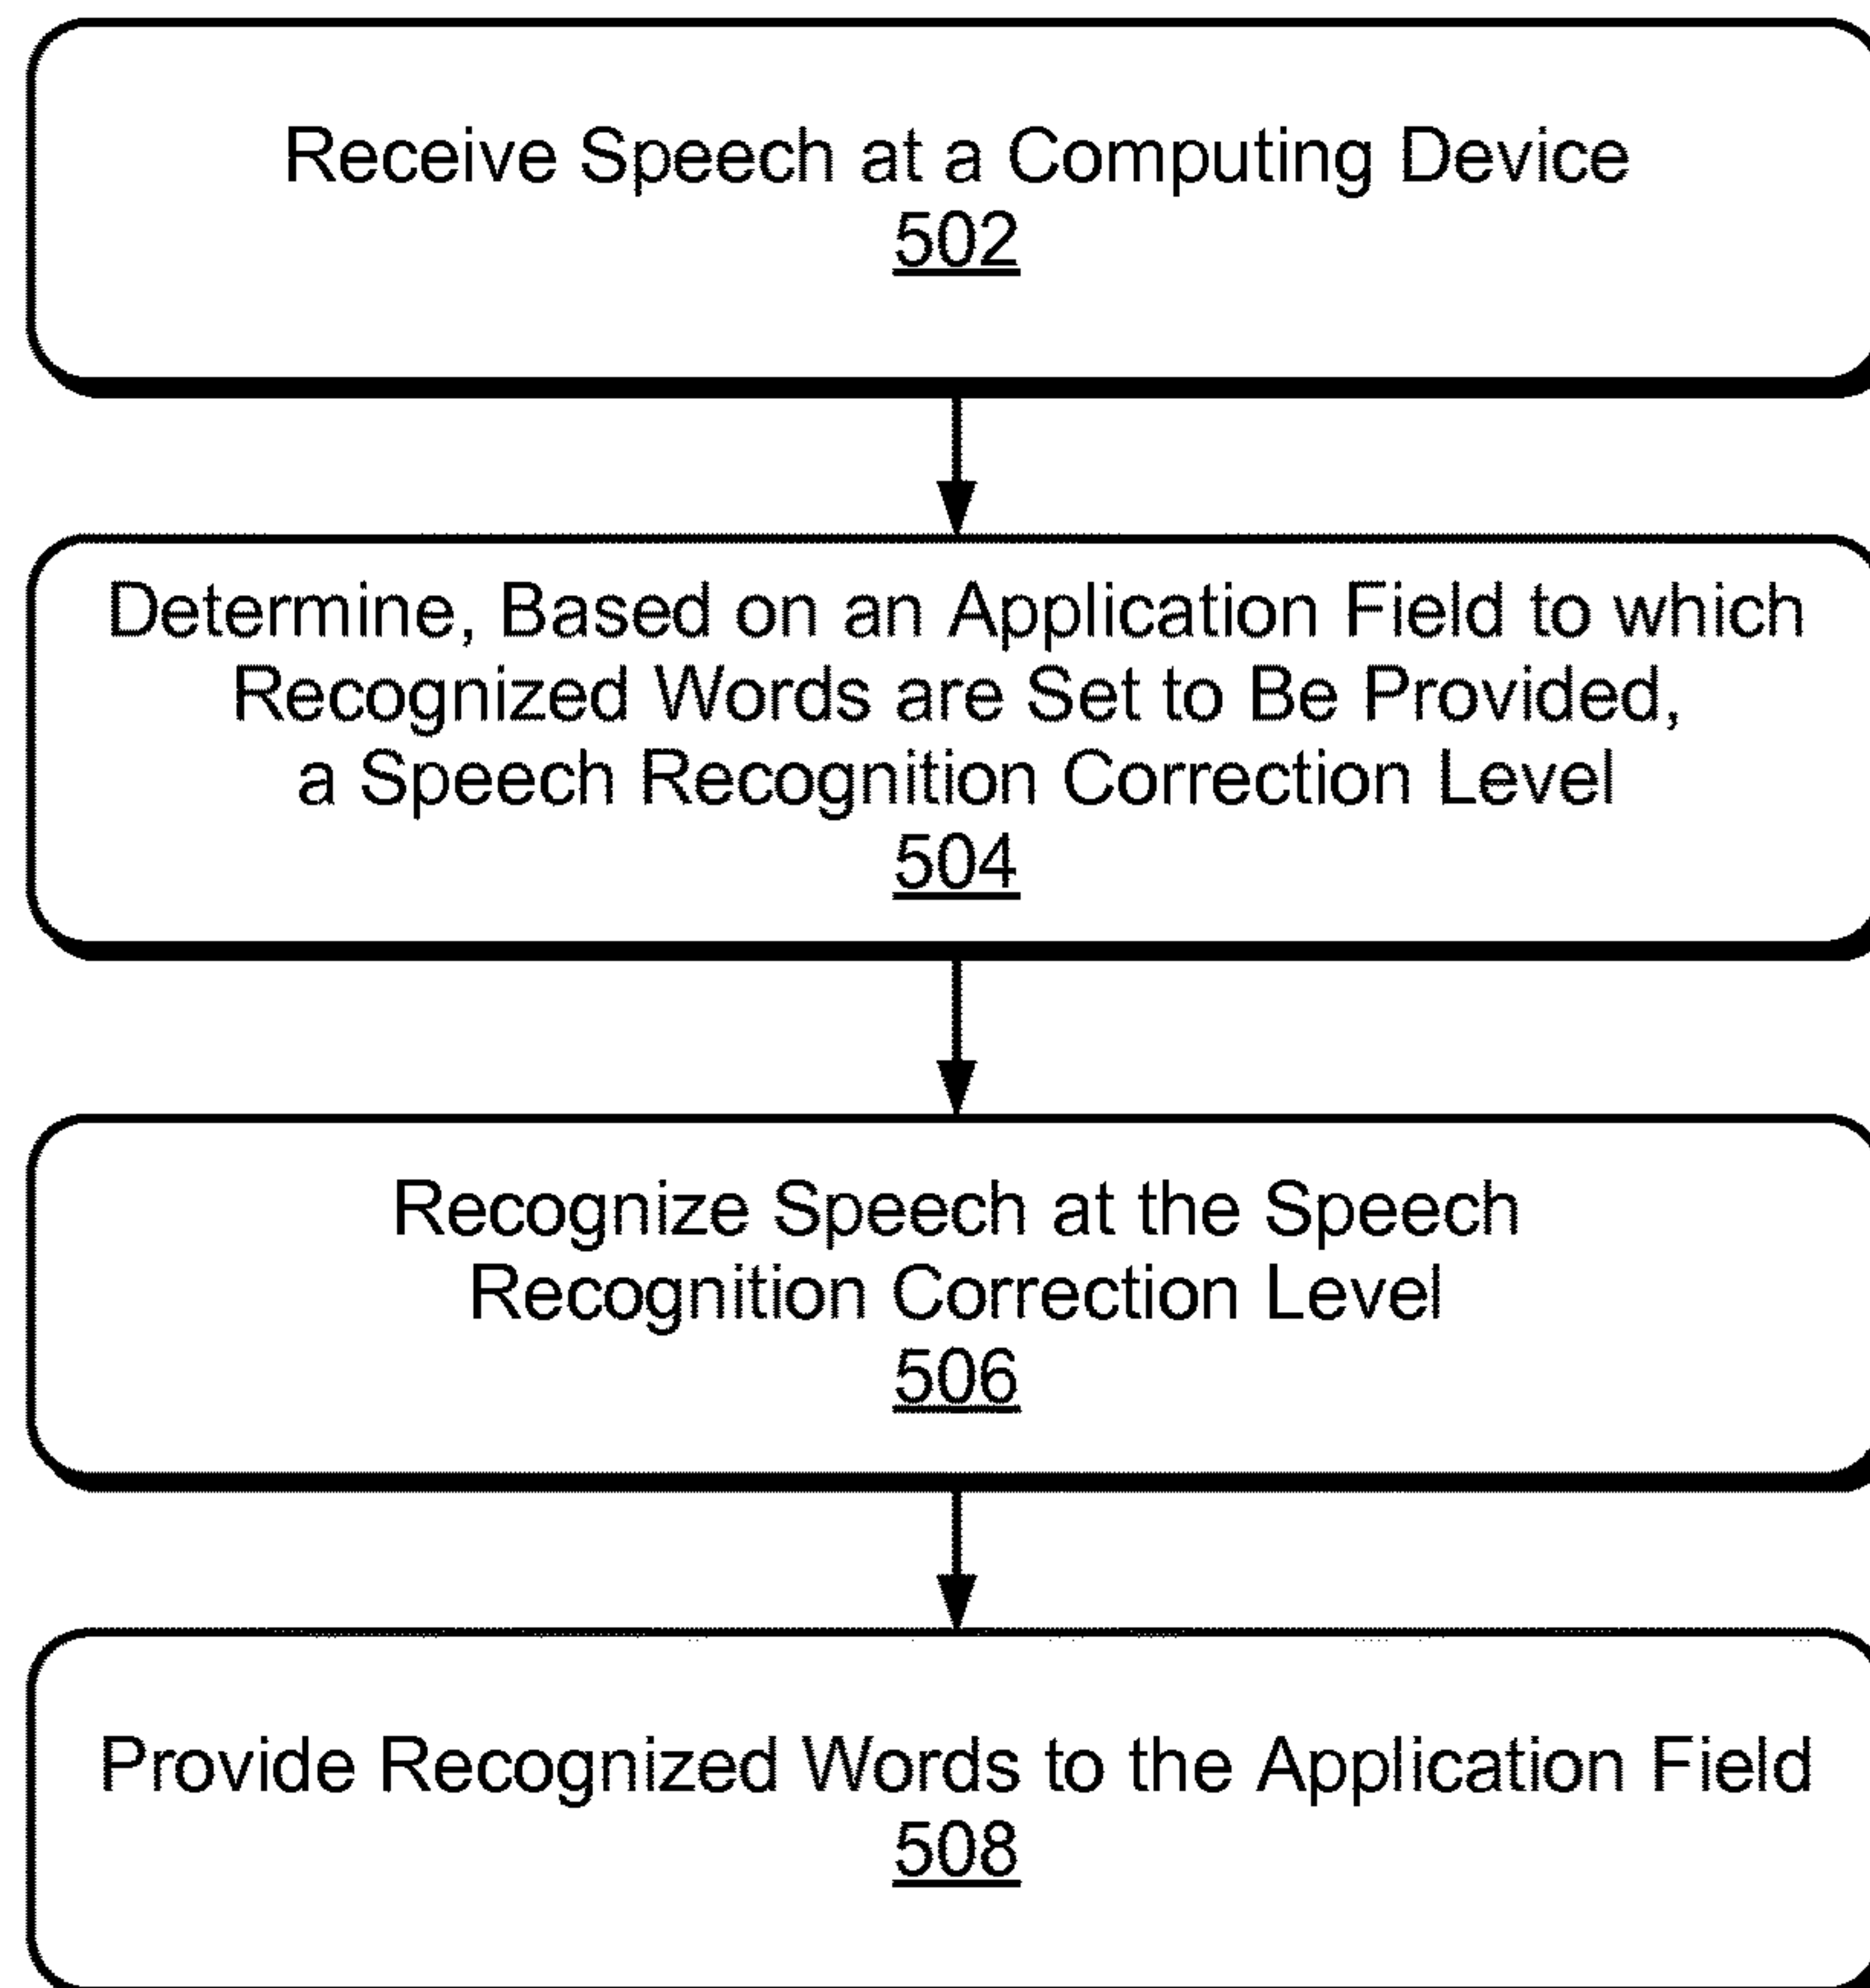 Receive Speech at a Computing Device
502
Determine, Based on an Application Field to which
Recognized Words are Set to Be Provided,
a Speech Recognition Correction Level
504
Recognize Speech at the Speech
Recognition Correction Level
506
Provide Recognized Words to the Application Field
508